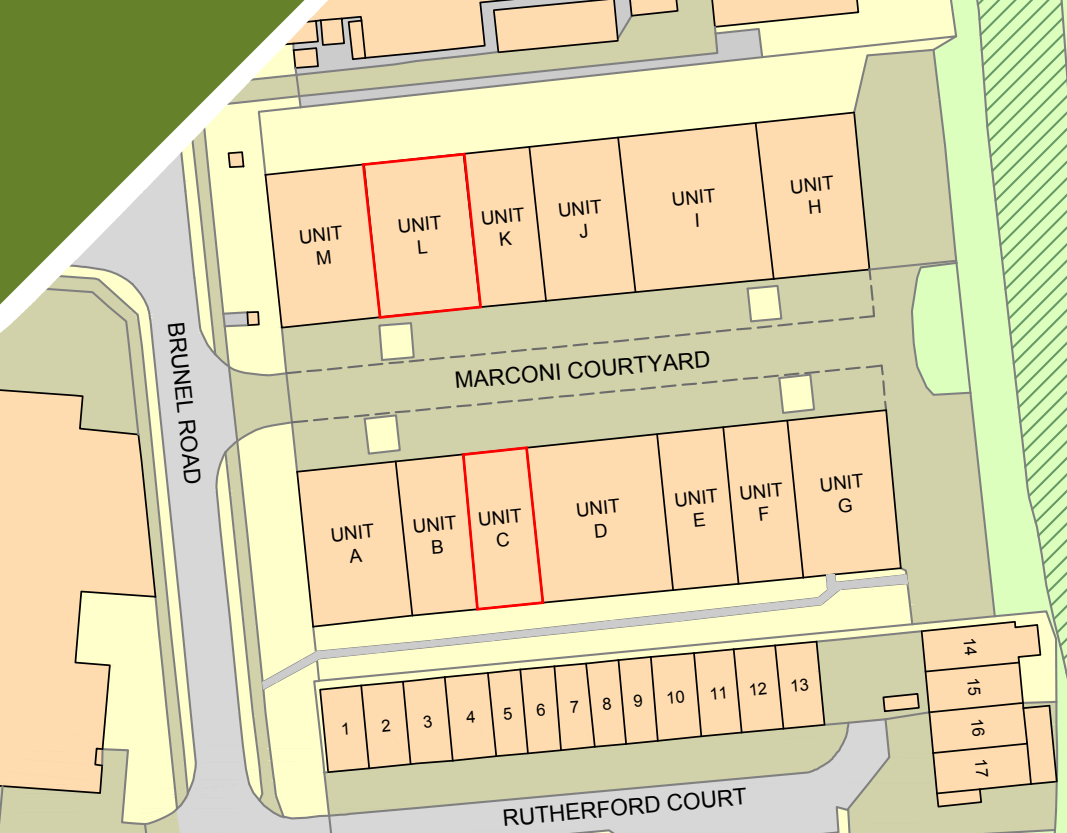 UNIT
M
UNIT
L
UNIT
K
UNIT
J
UNIT
I
UNIT
H
BRUNEL ROAD
MARCONI COURTYARD
UNIT
A
UNIT
B
UNIT
C
UNIT
D
UNIT
E
UNIT
F
UNIT
G
1
2
3
4
5
6
7
8
9
10
11
12
13
14
15
16
17
RUTHERFORD COURT